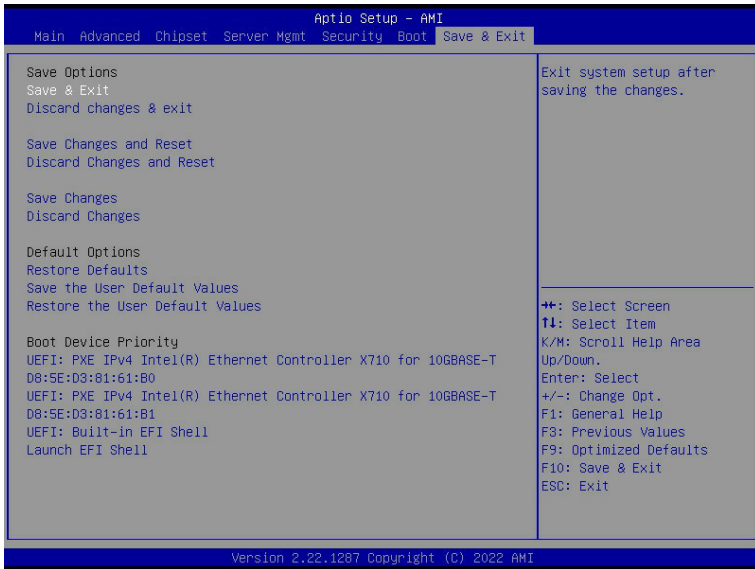 Aptio Setup - AMI
Main Advanced Chipset Server Mgmt Security Boot Save & Exit
Save Options
Save & Exit
Discard changes & exit
Save Changes and Reset
Discard Changes and Reset
Save Changes
Discard Changes
Default Options
Restore Defaults
Save the User Default Values
Restore the User Default Values
Boot Device Priority
UEFI: PXE IPv4 Intel(R) Ethernet Controller X710 for 10GBASE-T
D8:5E:D3:81:61:B0
UEFI: PXE IPv4 Intel(R) Ethernet Controller X710 for 10GBASE-T
D8:5E:D3:81:61:B1
UEFI: Built-in EFI Shell
Launch EFI Shell
Exit system setup after
saving the changes.
→←: Select Screen
↑↓: Select Item
K/M: Scroll Help Area
Up/Down.
Enter: Select
+/-: Change Opt.
F1: General Help
F3: Previous Values
F9: Optimized Defaults
F10: Save & Exit
ESC: Exit
Version 2.22.1287 Copyright (C) 2022 AMI